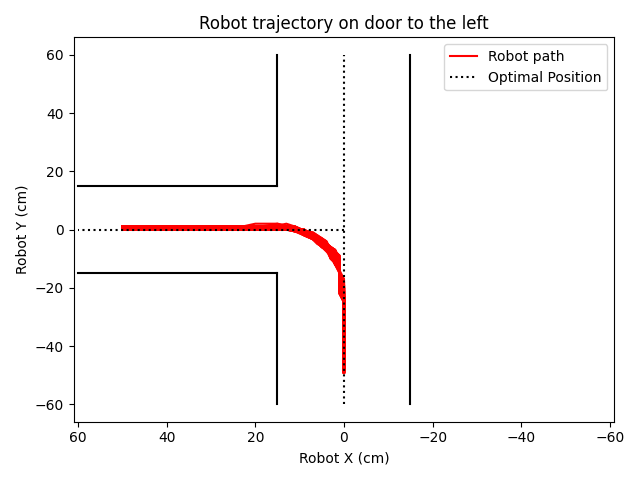 Robot trajectory on door to the left
Robot path
Optimal Position
60
40
20
0
−20
−40
−60
Robot Y (cm)
60
40
20
0
−20
−40
−60
Robot X (cm)